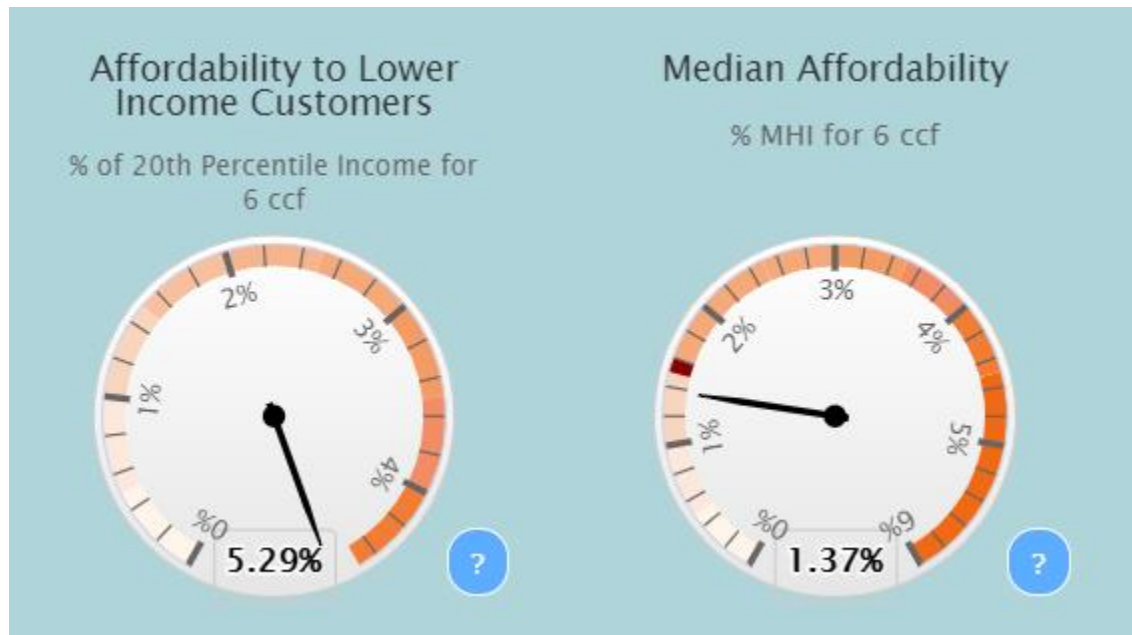 Affordability to Lower
Income Customers
% of 20th Percentile Income for
6 ccf
0%
1%
2%
3%
4%
5.29%
?
Median Affordability
% MHI for 6 ccf
0%
1%
2%
3%
4%
5%
6%
1.37%
?